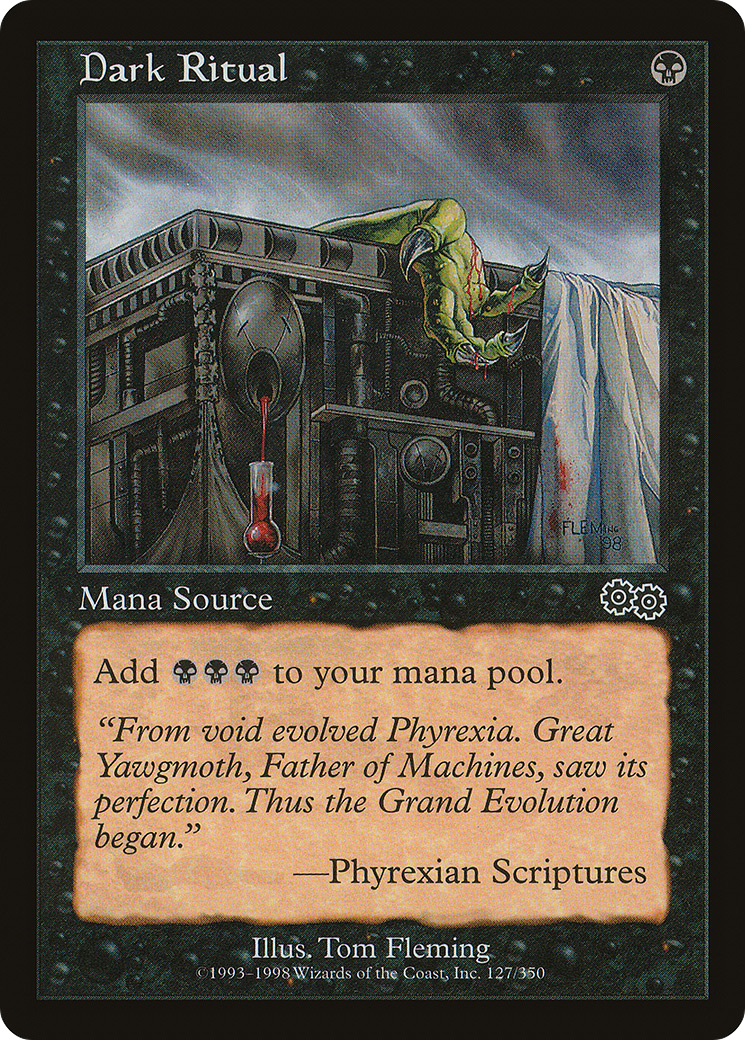 Dark Ritual
FLEMING
98
Mana Source
Add to your mana pool.
“From void evolved Phyrexia. Great
Yawgmoth, Father of Machines, saw its
perfection. Thus the Grand Evolution
began.”
—Phyrexian Scriptures
Illus. Tom Fleming
©1993–1998 Wizards of the Coast, Inc. 127/350